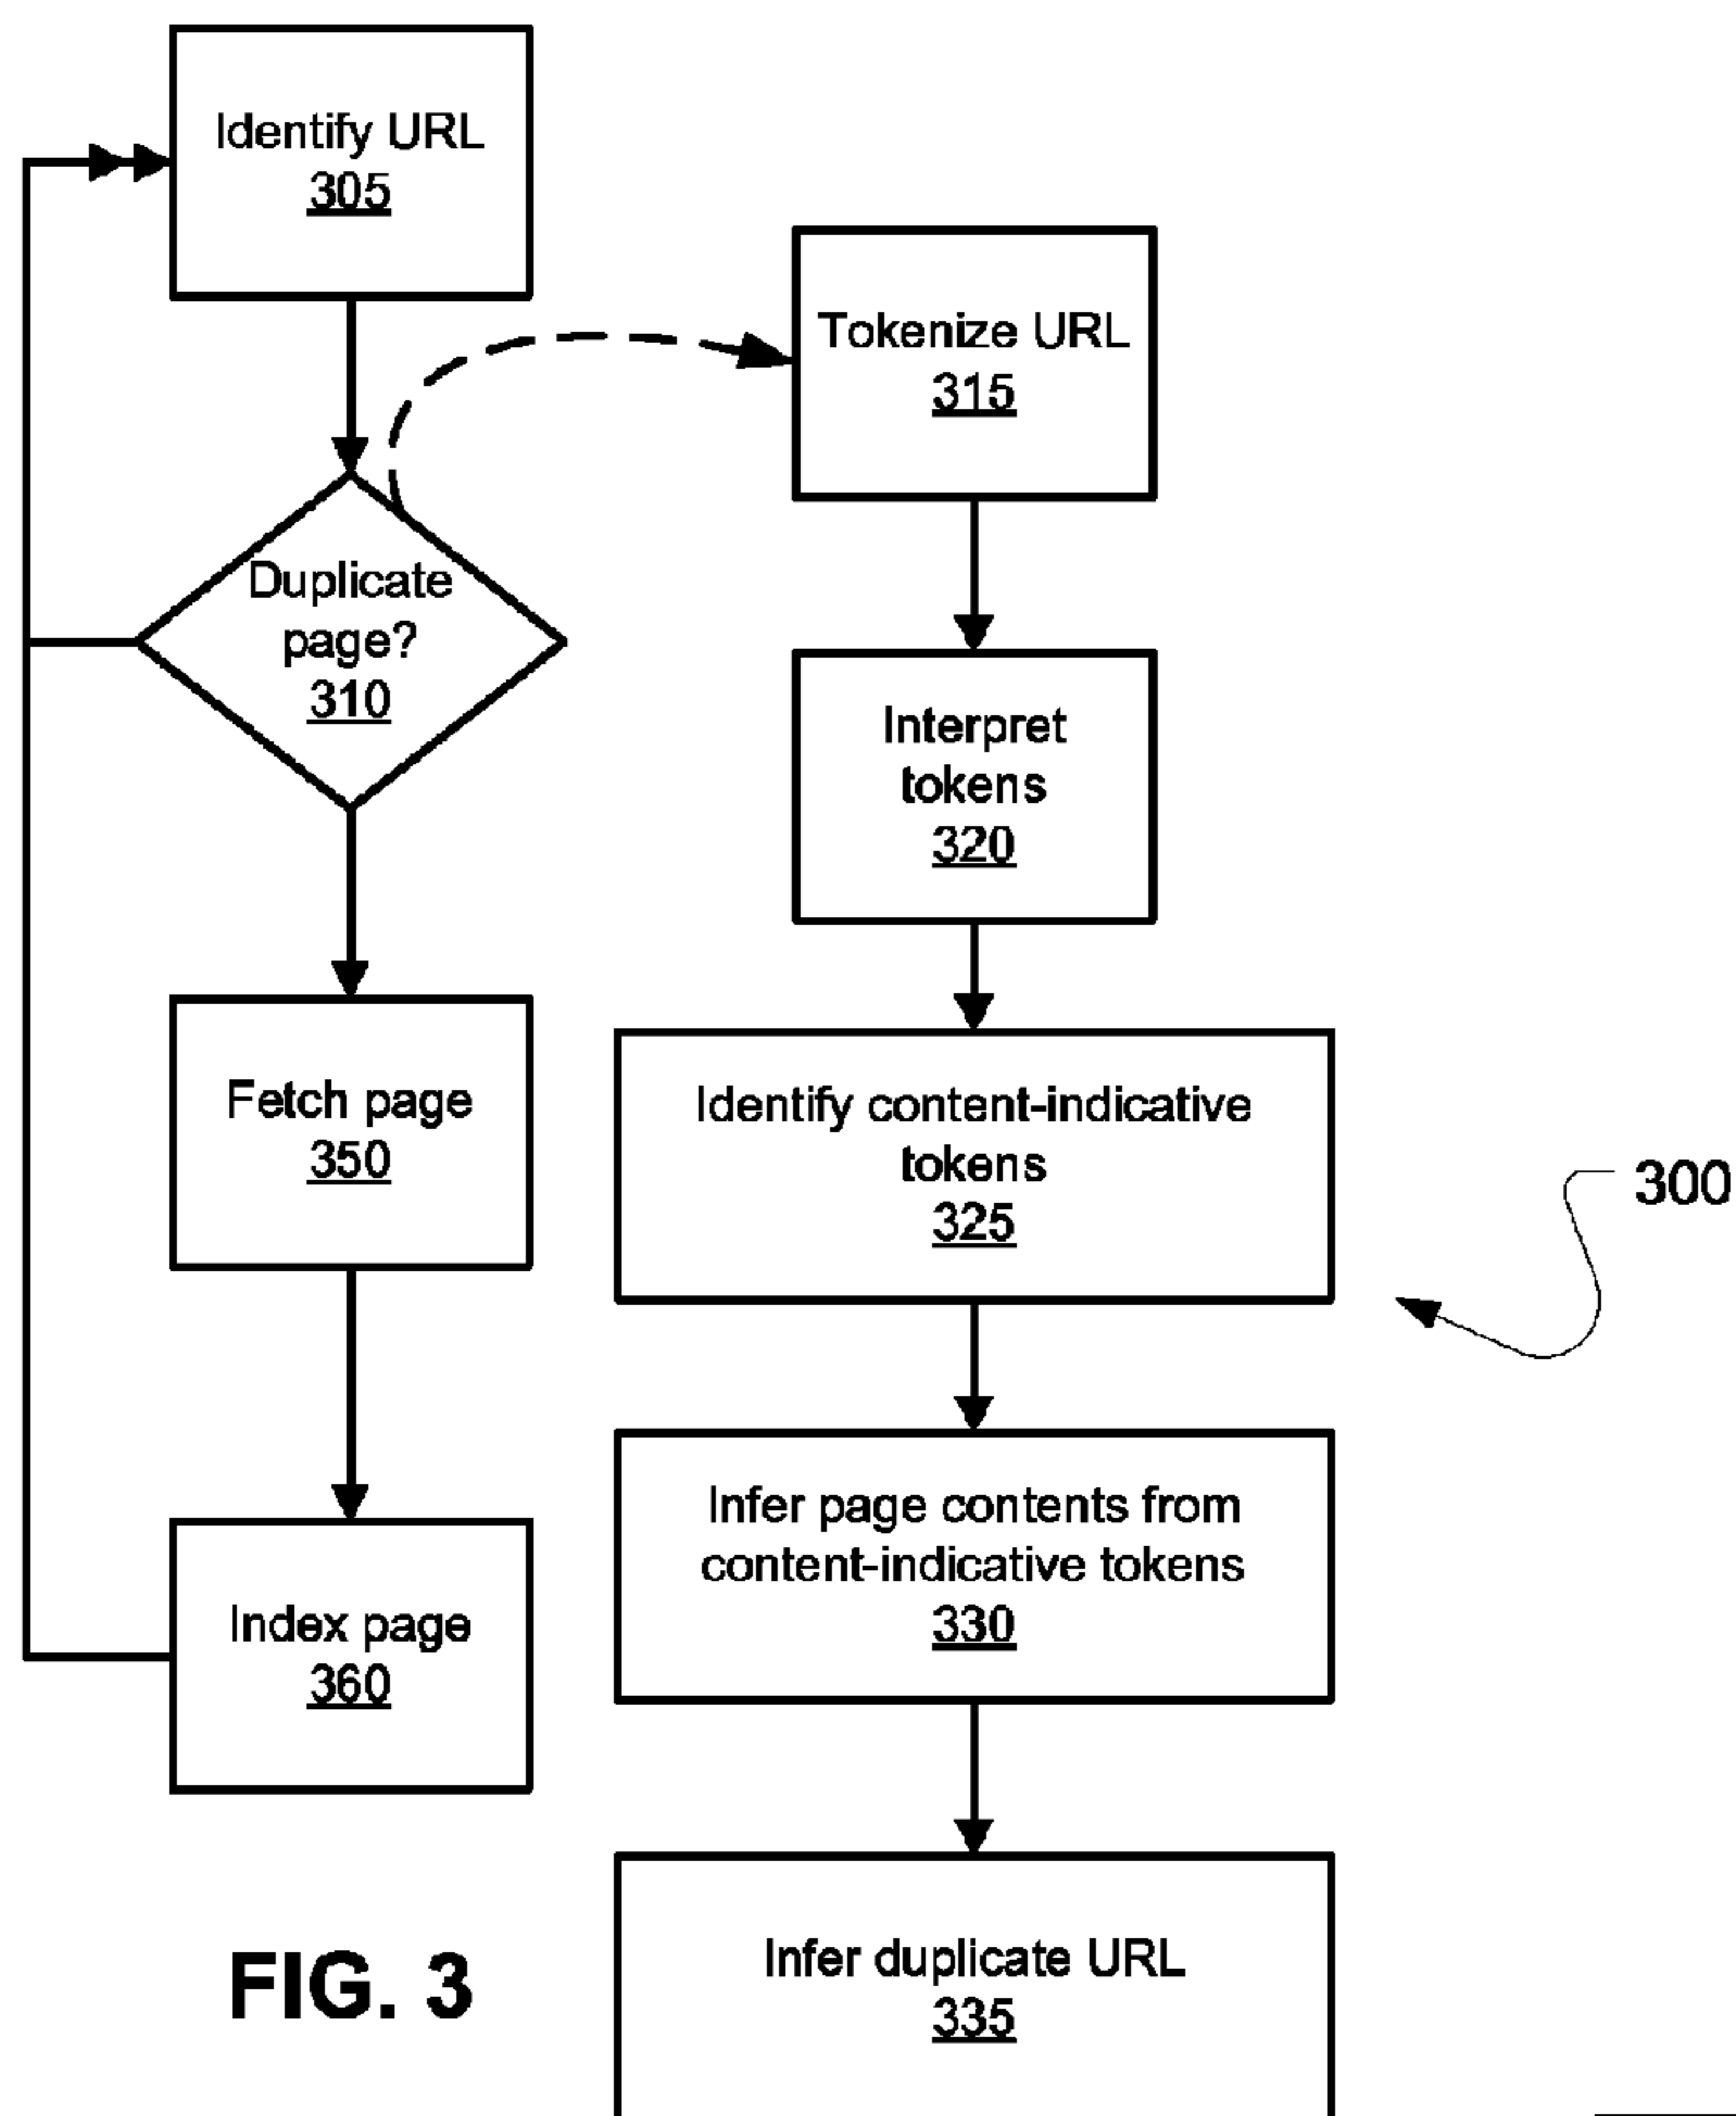 Identify URL
305
Duplicate
page?
310
Fetch page
350
Index page
360
Tokenize URL
315
Interpret
tokens
320
Identify content-indicative
tokens
325
Infer page contents from
content-indicative tokens
330
Infer duplicate URL
335
300
FIG. 3